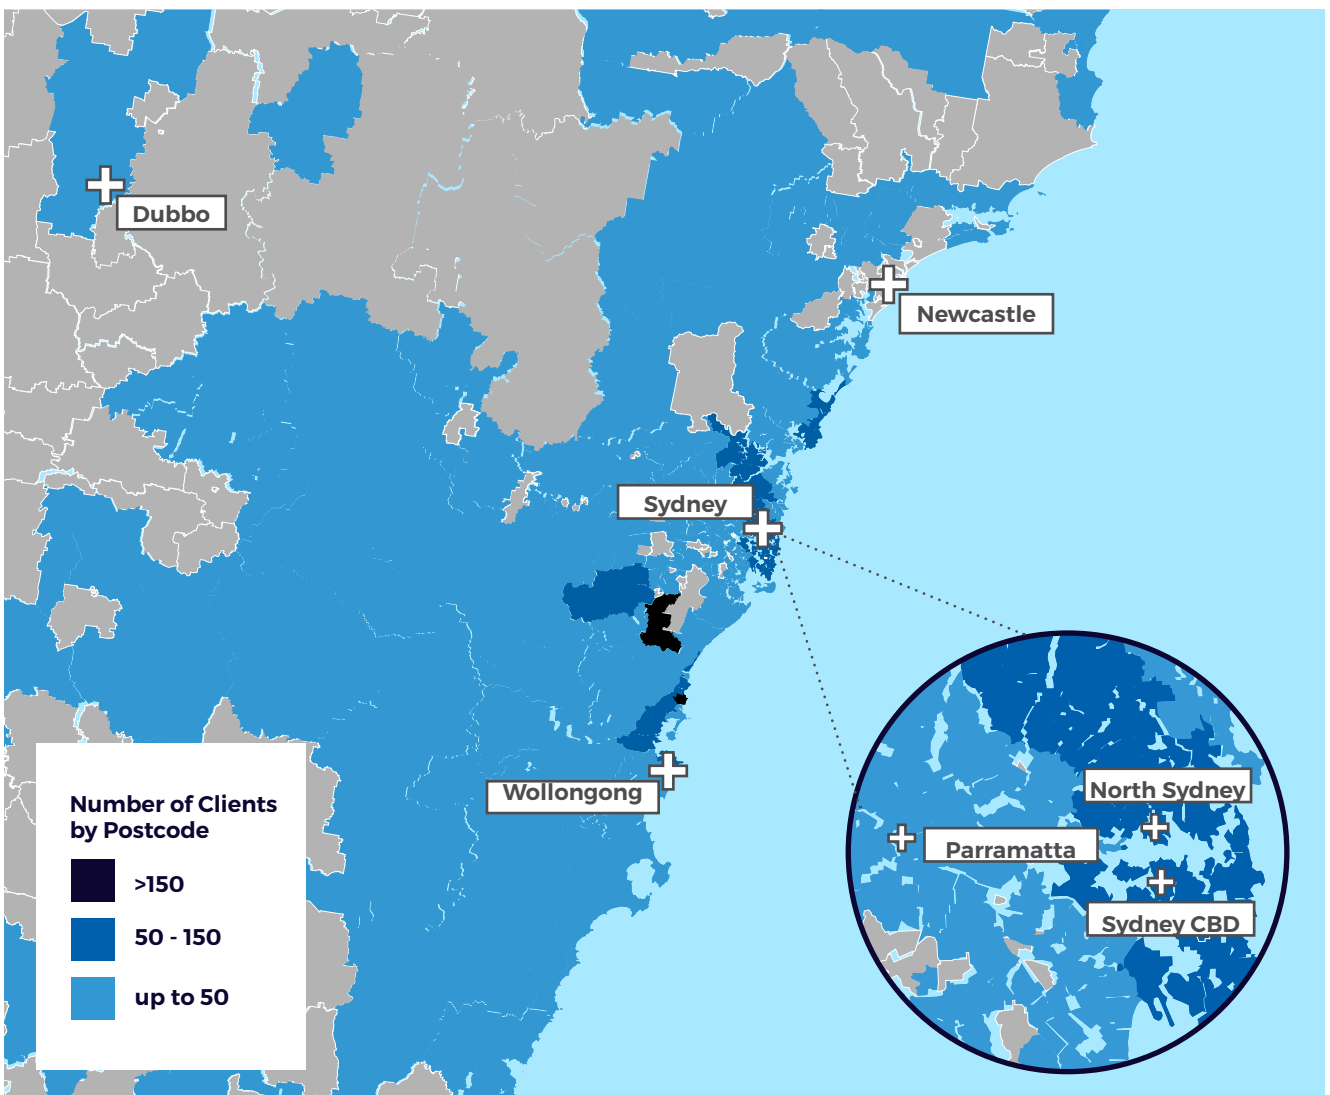 Dubbo
Newcastle
Sydney
Wollongong
North Sydney
Parramatta
Sydney CBD
Number of Clients
by Postcode
>150
50 - 150
up to 50